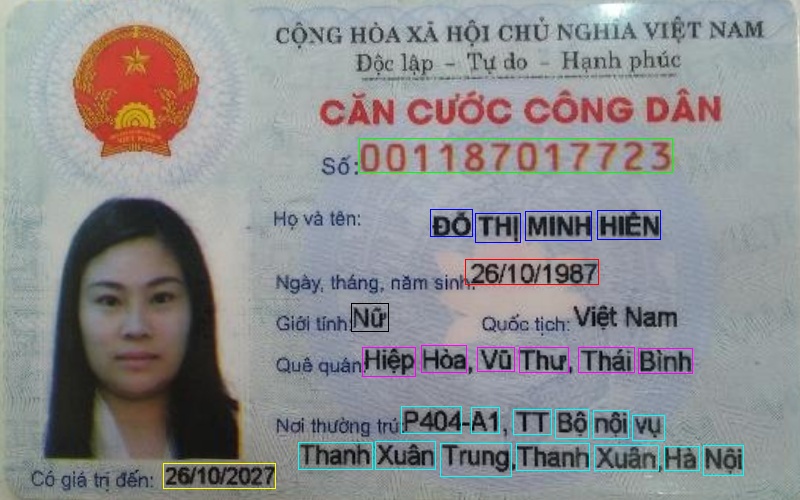 CỘNG HÒA XÃ HỘI CHỦ NGHĨA VIỆT NAM
Độc lập - Tự do - Hạnh phúc
CĂN CƯỚC CÔNG DÂN
Số: 001187017723
Họ và tên: ĐỖ THỊ MINH HIỀN
Ngày, tháng, năm sinh: 26/10/1987
Giới tính: Nữ Quốc tịch: Việt Nam
Quê quán: Hiệp Hòa, Vũ Thư, Thái Bình
Nơi thường trú: P404-A1, TT Bộ nội vụ
Thanh Xuân Trung, Thanh Xuân, Hà Nội
Có giá trị đến: 26/10/2027